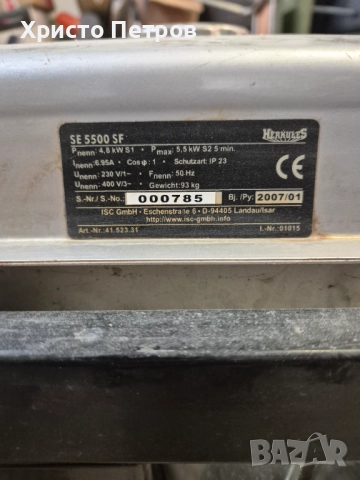 Христо Петров
HERKULES
SE 5500 SF
Pnenn: 4,8 kW S1 • Pmax: 5,5 kW S2 5 min.
Inenn: 6.95A • Cos φ: 1 • Schutzart: IP 23
Unenn: 230 V/1~ • Fnenn: 50 Hz
Unenn: 400 V/3~ • Gewicht: 93 kg
CE
S.-Nr./ S.-No.: 000785 Bj./Py: 2007/01
ISC GmbH - Eschenstraße 6 • D-94405 Landau/Isar
http://www.isc-gmbh.info
Art.-Nr.: 41.523.31 I.-Nr.: 01015
BAZAR